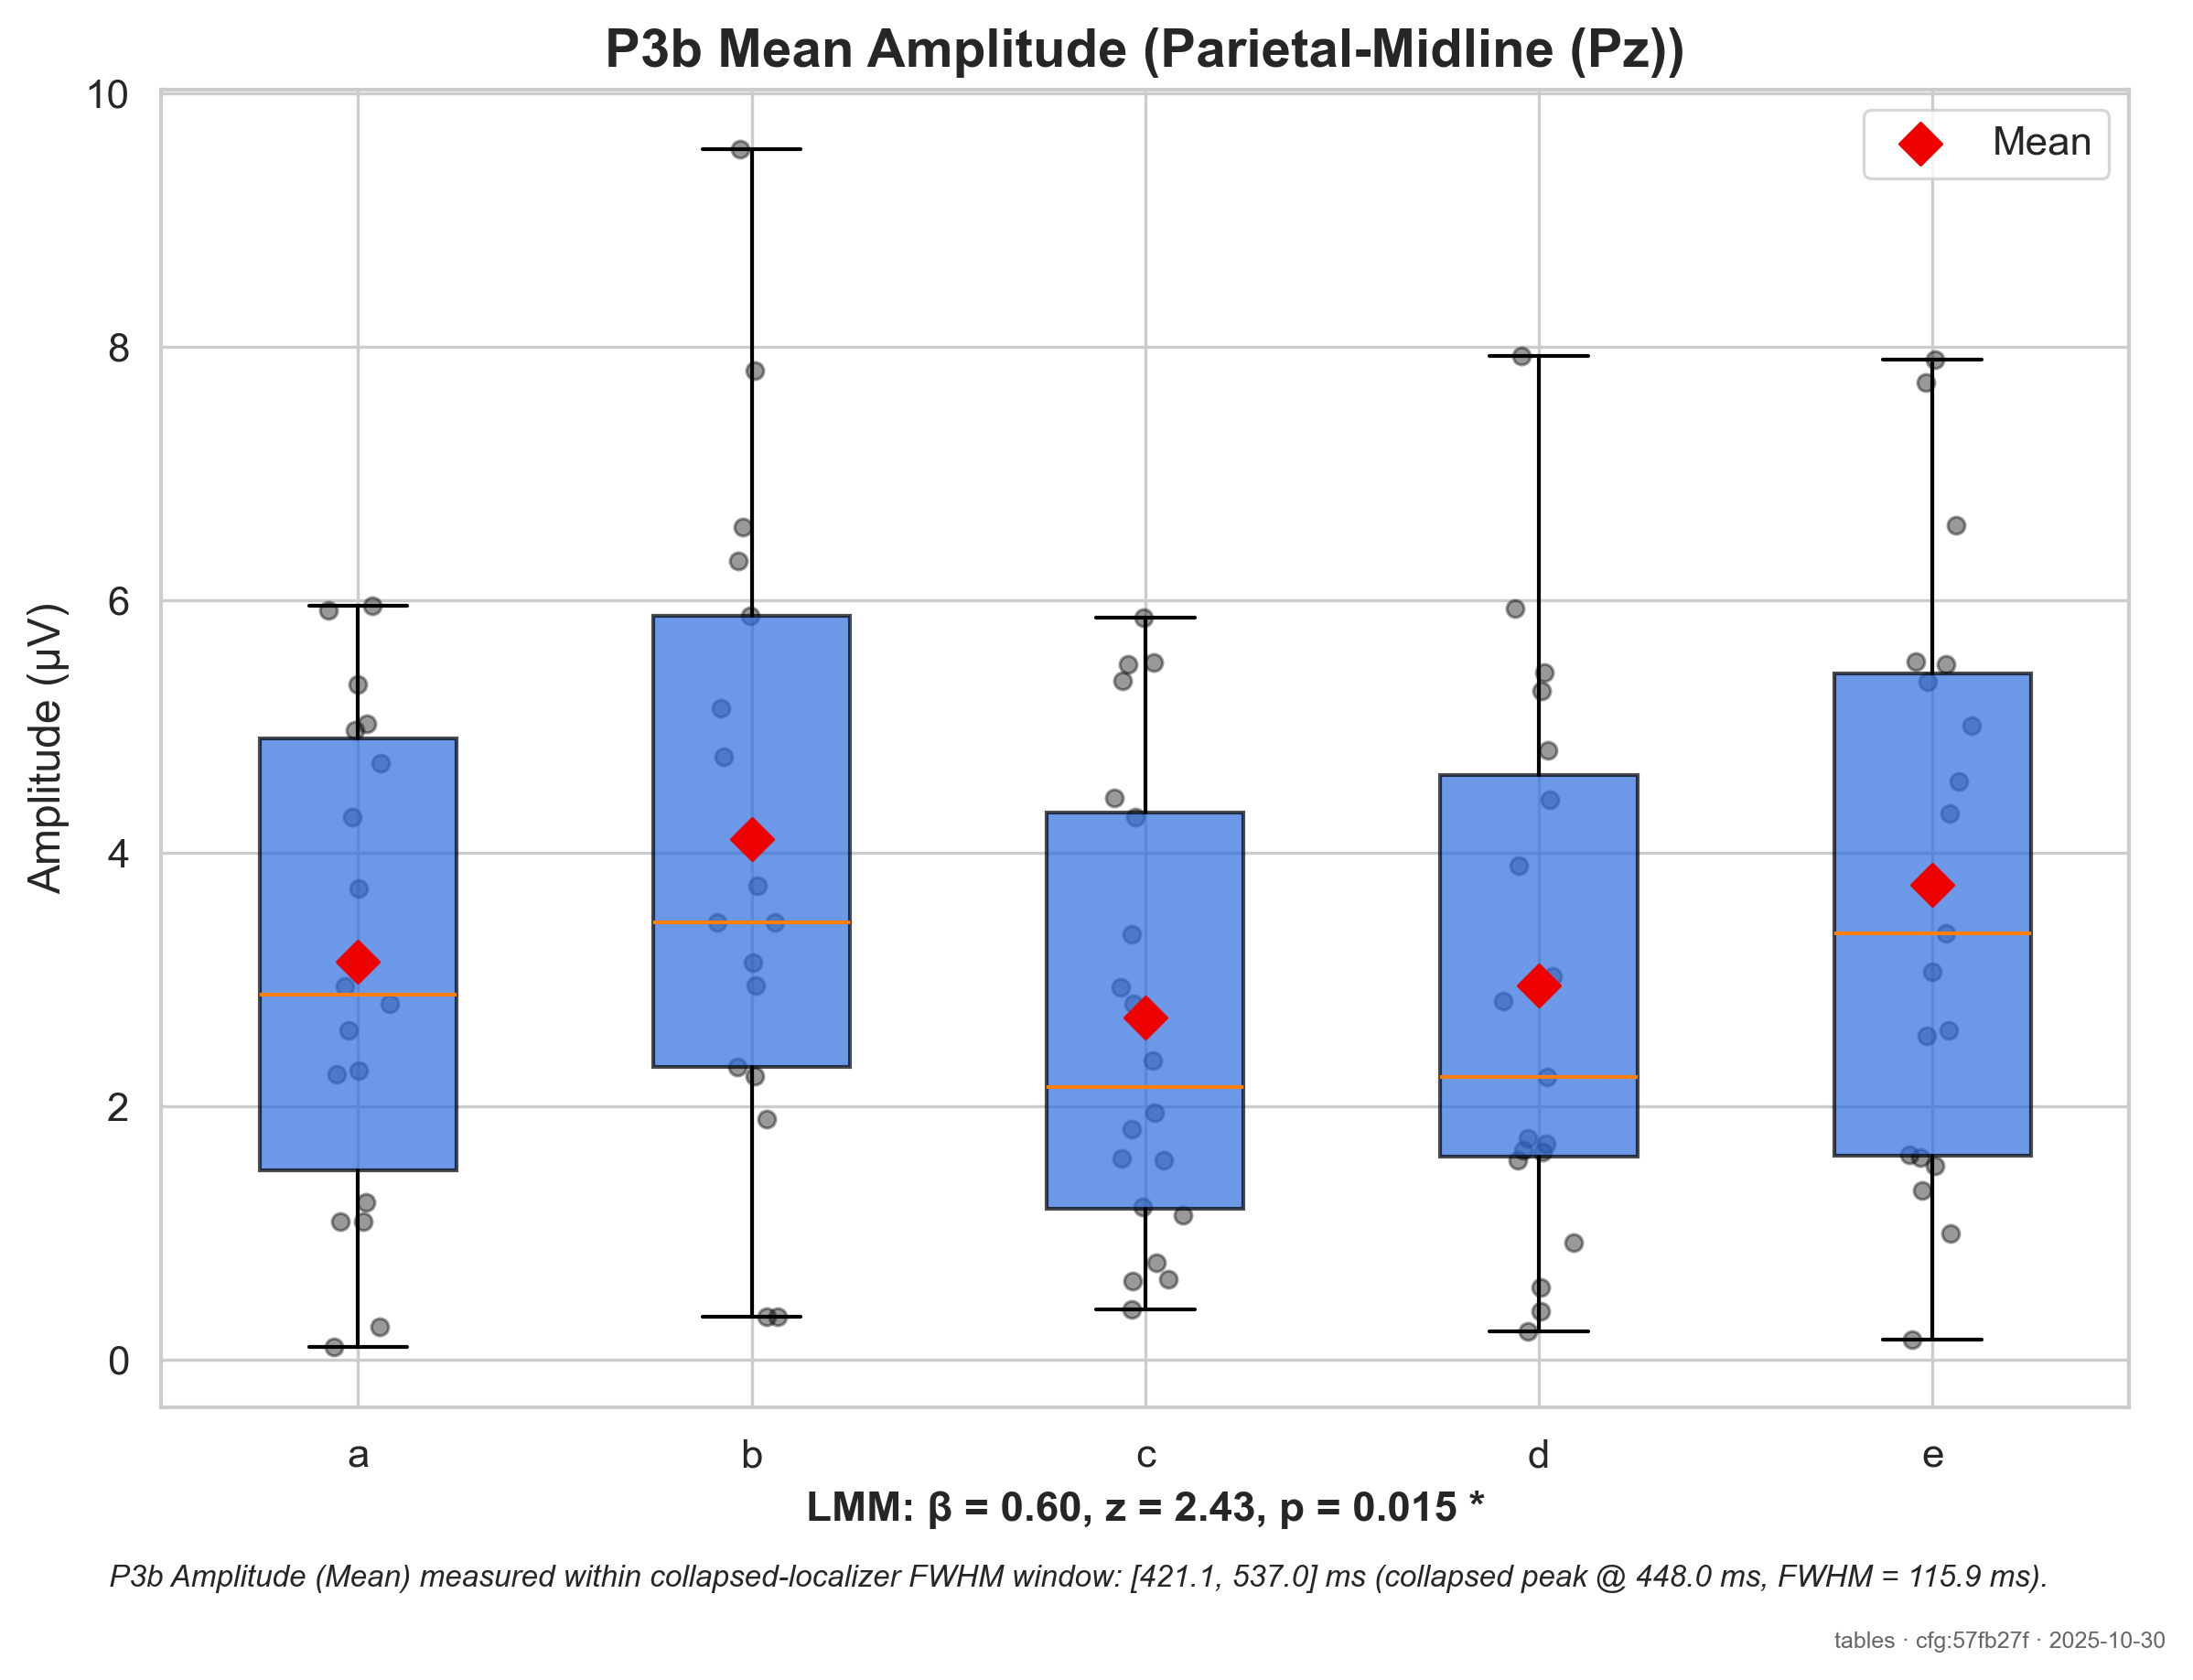 P3b Mean Amplitude (Parietal-Midline (Pz))
Mean
Amplitude (µV)
10
8
6
4
2
0
a b c d e
LMM: β = 0.60, z = 2.43, p = 0.015 *
P3b Amplitude (Mean) measured within collapsed-localizer FWHM window: [421.1, 537.0] ms (collapsed peak @ 448.0 ms, FWHM = 115.9 ms).
tables · cfg:57fb27f · 2025-10-30